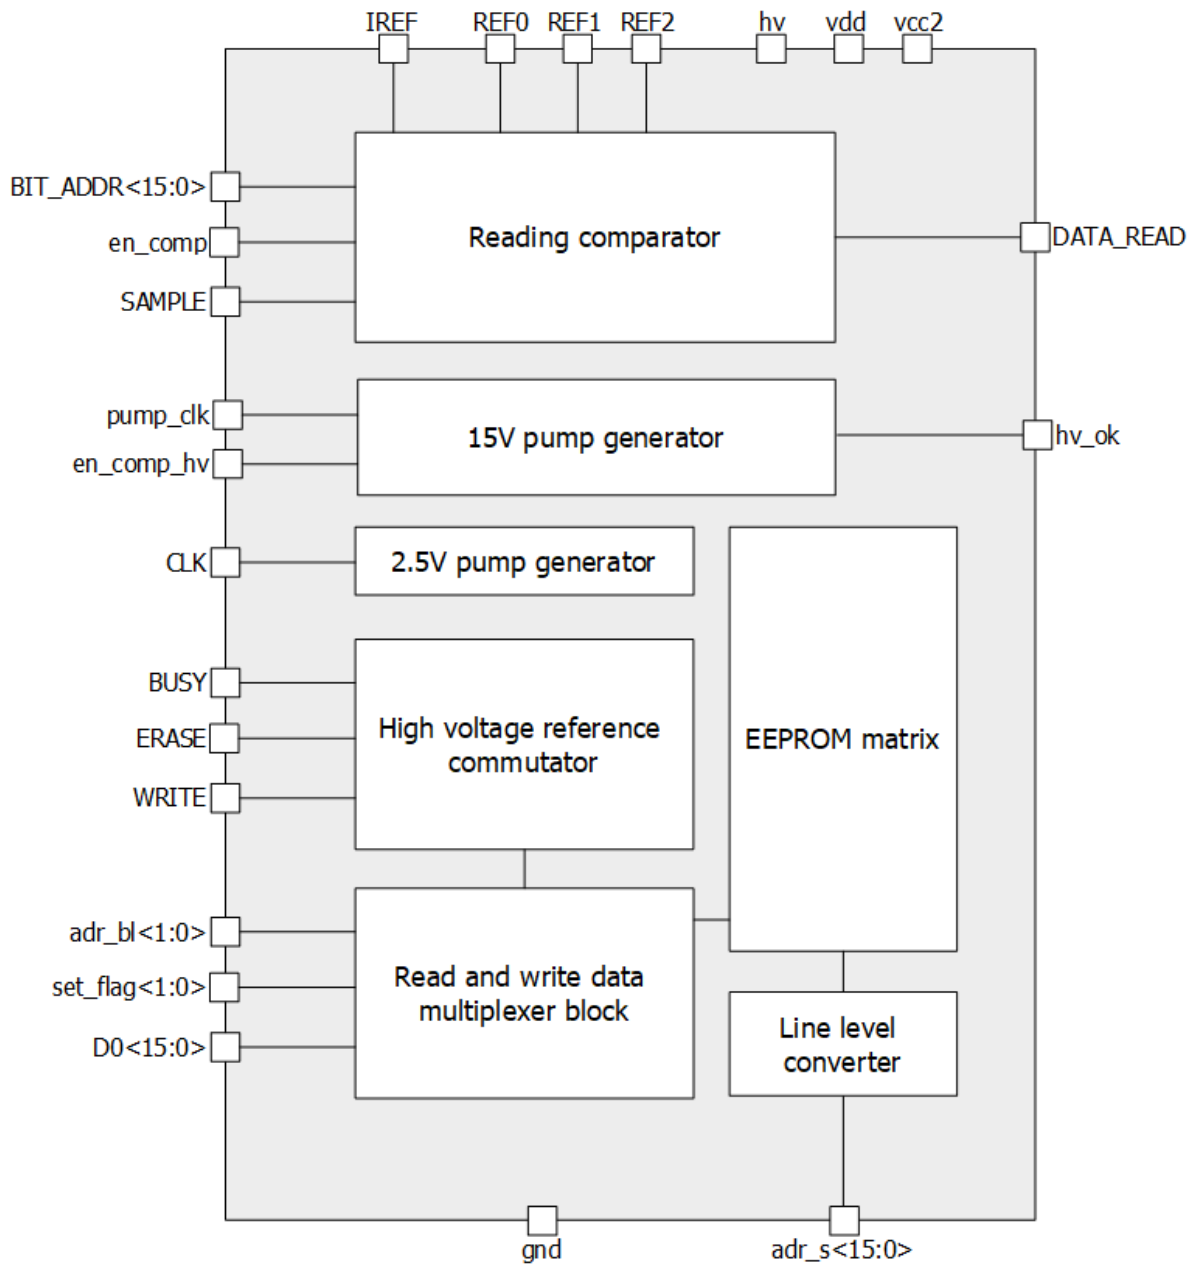 IREF
REF0
REF1
REF2
hv
vdd
vcc2
BIT_ADDR<15:0>
en_comp
SAMPLE
Reading comparator
DATA_READ
pump_clk
en_comp_hv
15V pump generator
hv_ok
CLK
2.5V pump generator
BUSY
ERASE
WRITE
High voltage reference
commutator
EEPROM matrix
adr_bl<1:0>
set_flag<1:0>
D0<15:0>
Read and write data
multiplexer block
Line level
converter
gnd
adr_s<15:0>